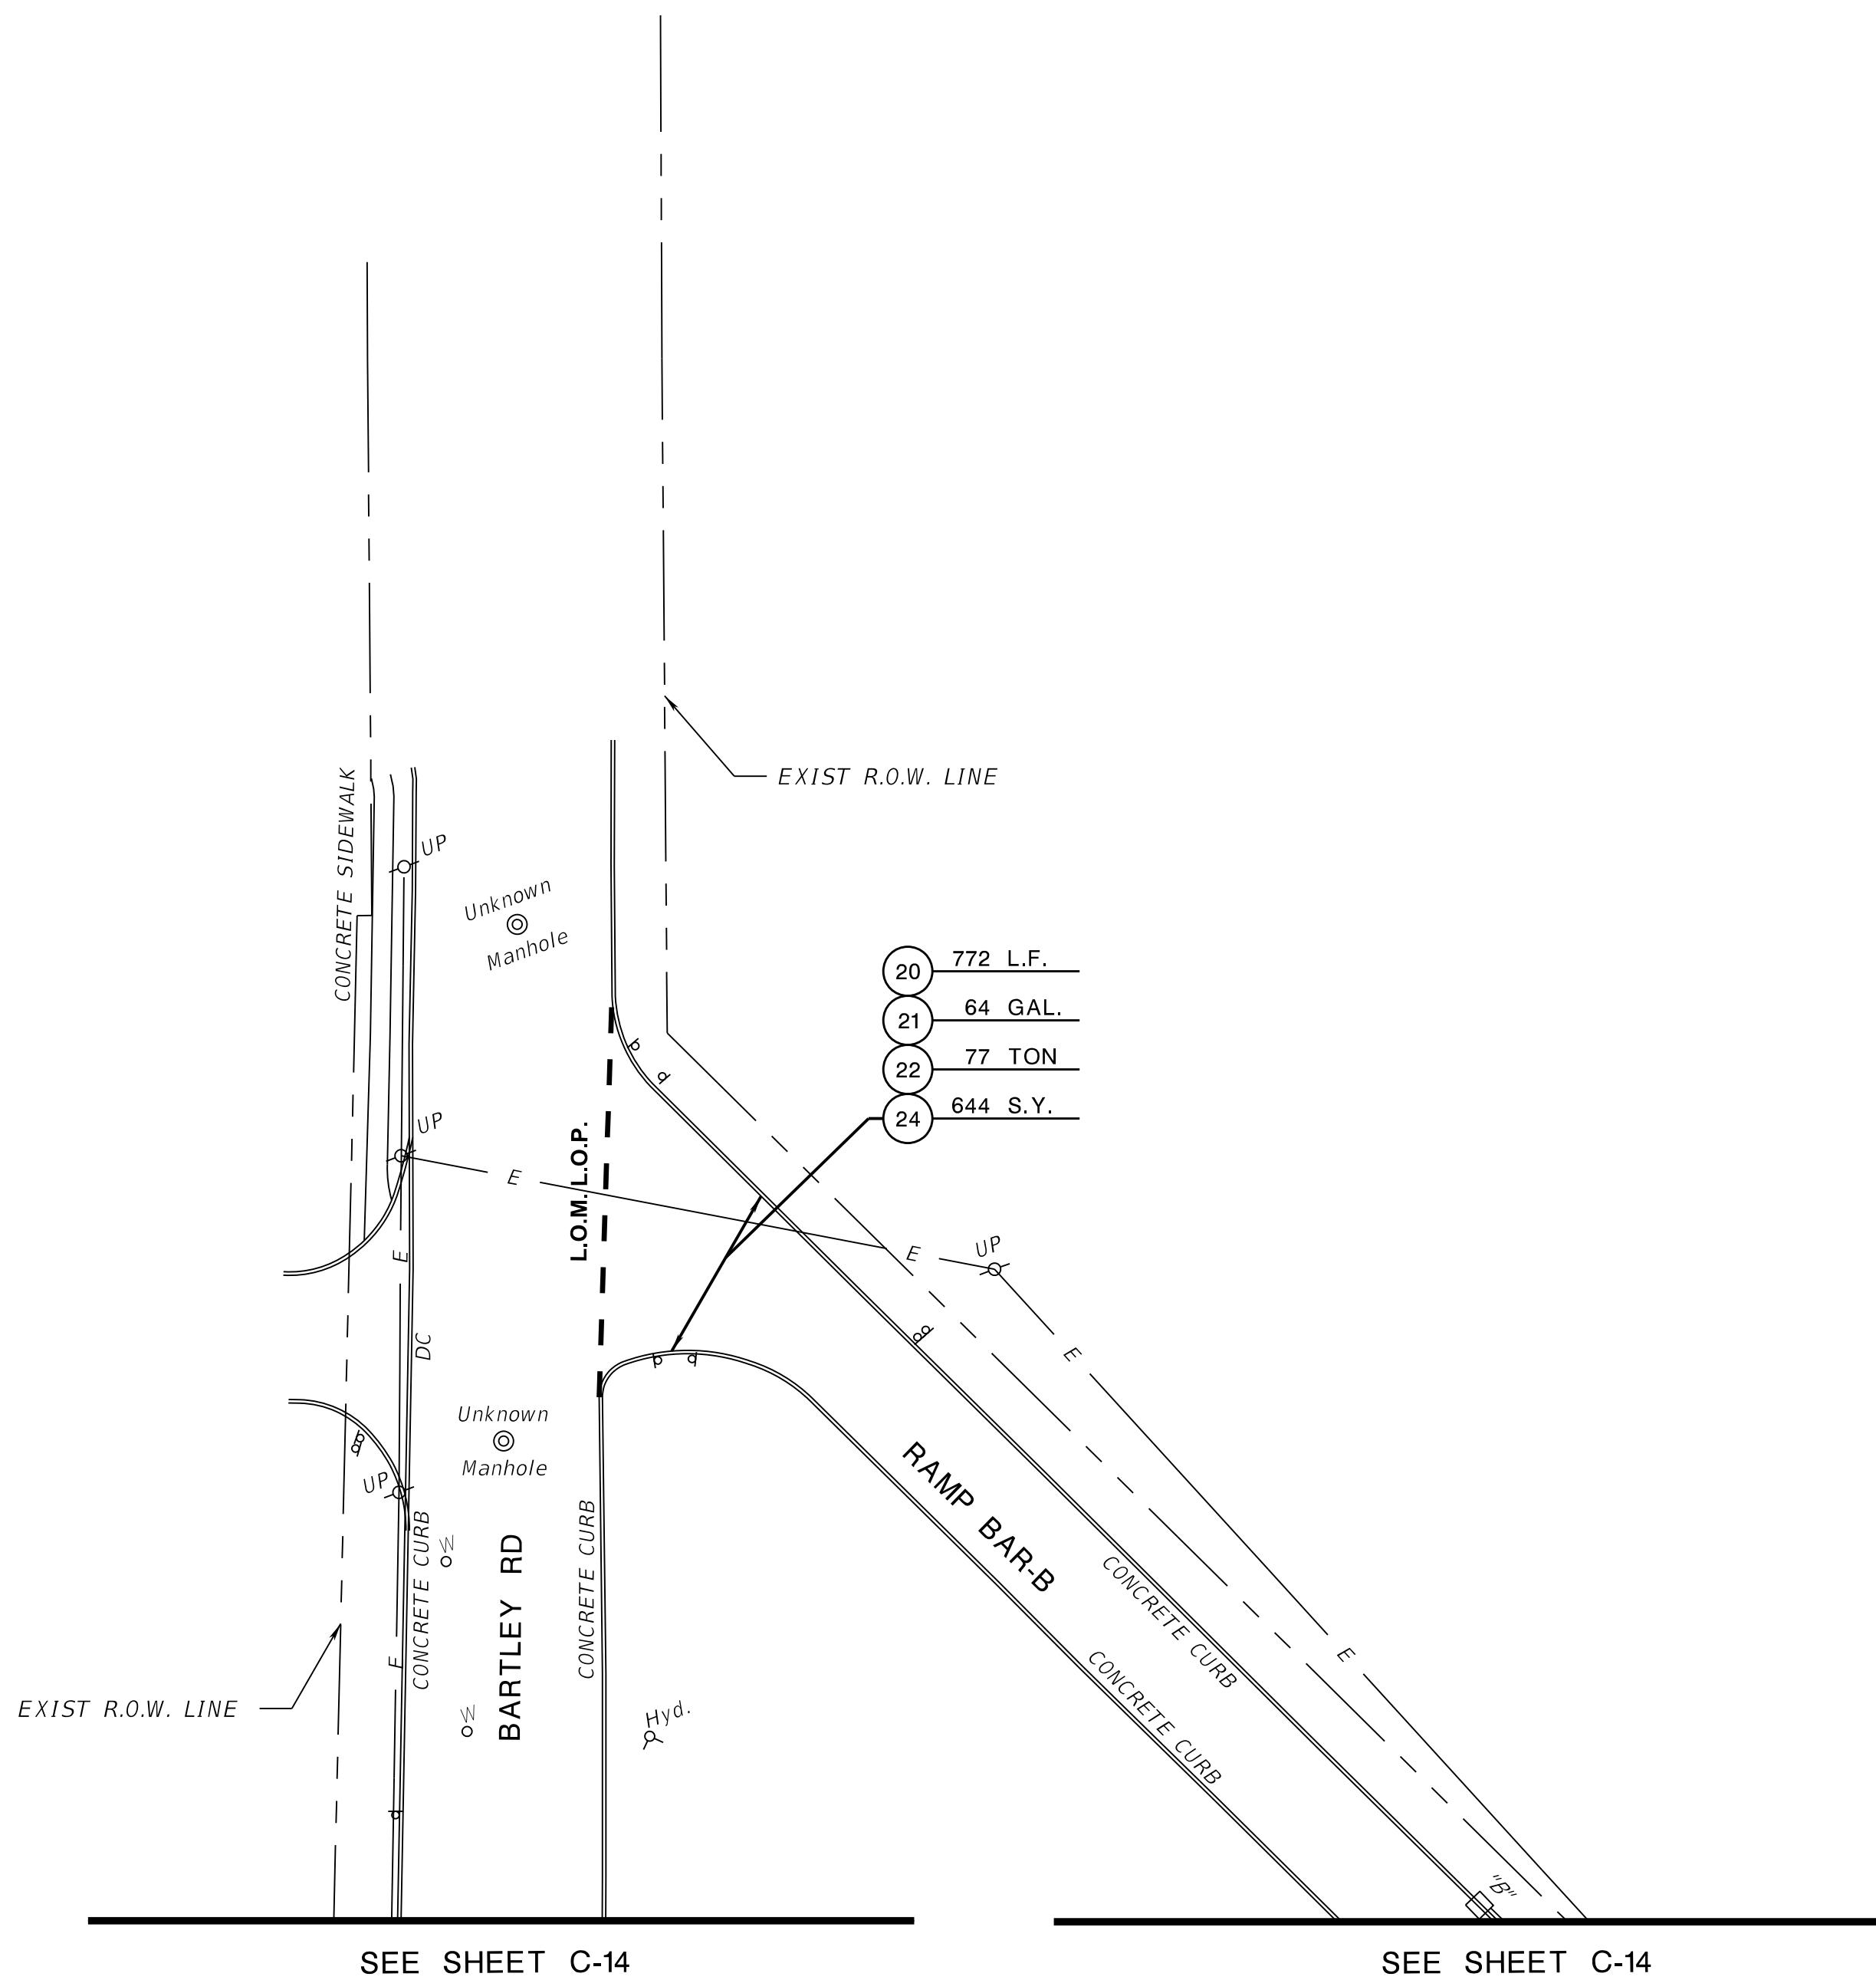 EXIST R.O.W. LINE
CONCRETE SIDEWALK
UP
Unknown
Manhole
20 772 L.F.
21 64 GAL.
22 77 TON
24 644 S.Y.
UP
L.O.M.L.O.P.
E
E
UP
E
E
DC
Unknown
Manhole
UP
RAMP BAR-B
CONCRETE CURB
W
BARTLEY RD
CONCRETE CURB
CONCRETE CURB
E
E
CONCRETE CURB
EXIST R.O.W. LINE
W
Hyd.
"B"
SEE SHEET C-14
SEE SHEET C-14